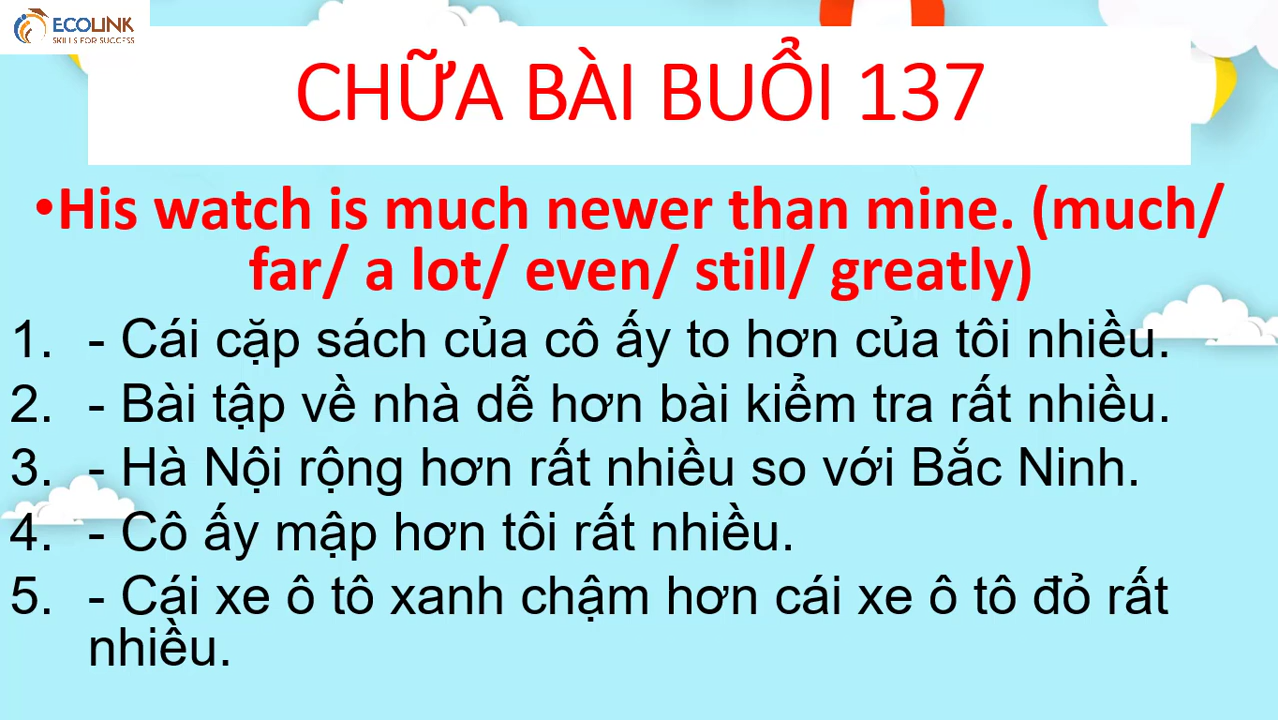 ECOLINK
SKILLS FOR SUCCESS
CHỮA BÀI BUỔI 137
•His watch is much newer than mine. (much/
far/ a lot/ even/ still/ greatly)
1. - Cái cặp sách của cô ấy to hơn của tôi nhiều.
2. - Bài tập về nhà dễ hơn bài kiểm tra rất nhiều.
3. - Hà Nội rộng hơn rất nhiều so với Bắc Ninh.
4. - Cô ấy mập hơn tôi rất nhiều.
5. - Cái xe ô tô xanh chậm hơn cái xe ô tô đỏ rất
nhiều.